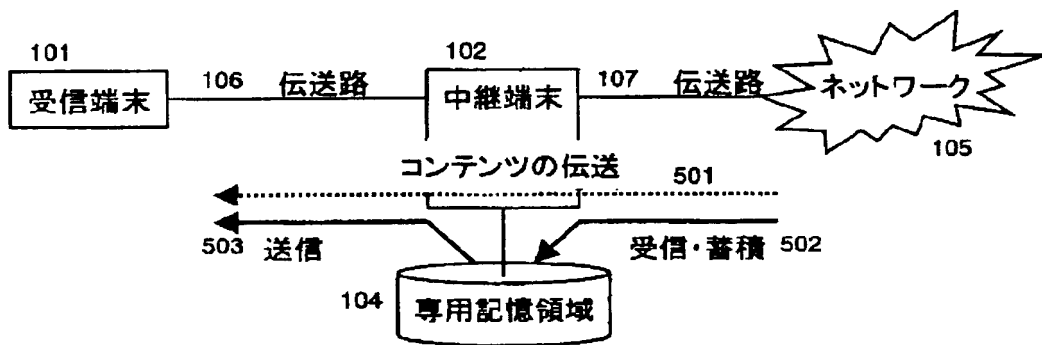 101
102
106 伝送路
107 伝送路
ネットワーク
受信端末
中継端末
105
コンテンツの伝送
501
503 送信
受信・蓄積 502
104
専用記憶領域